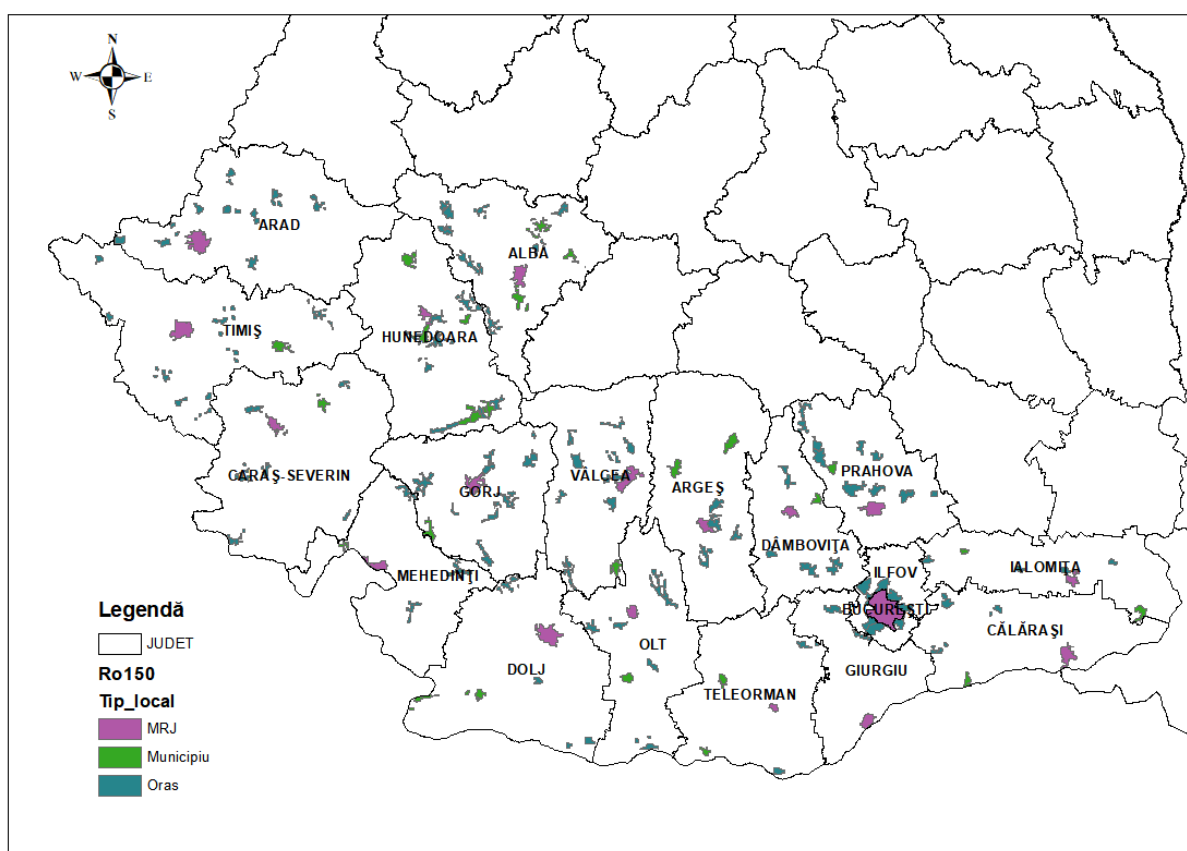 N
W E
S
ARAD
ALBA
TIMIŞ
HUNEDOARA
CARAŞ-SEVERIN
GORJ
VÂLCEA
ARGEŞ
PRAHOVA
MEHEDINŢI
DÂMBOVIŢA
ILFOV
IALOMIŢA
BUCUREŞTI
CĂLĂRAŞI
DOLJ
OLT
TELEORMAN
GIURGIU
Legendă
JUDET
Ro150
Tip_local
MRJ
Municipiu
Oras